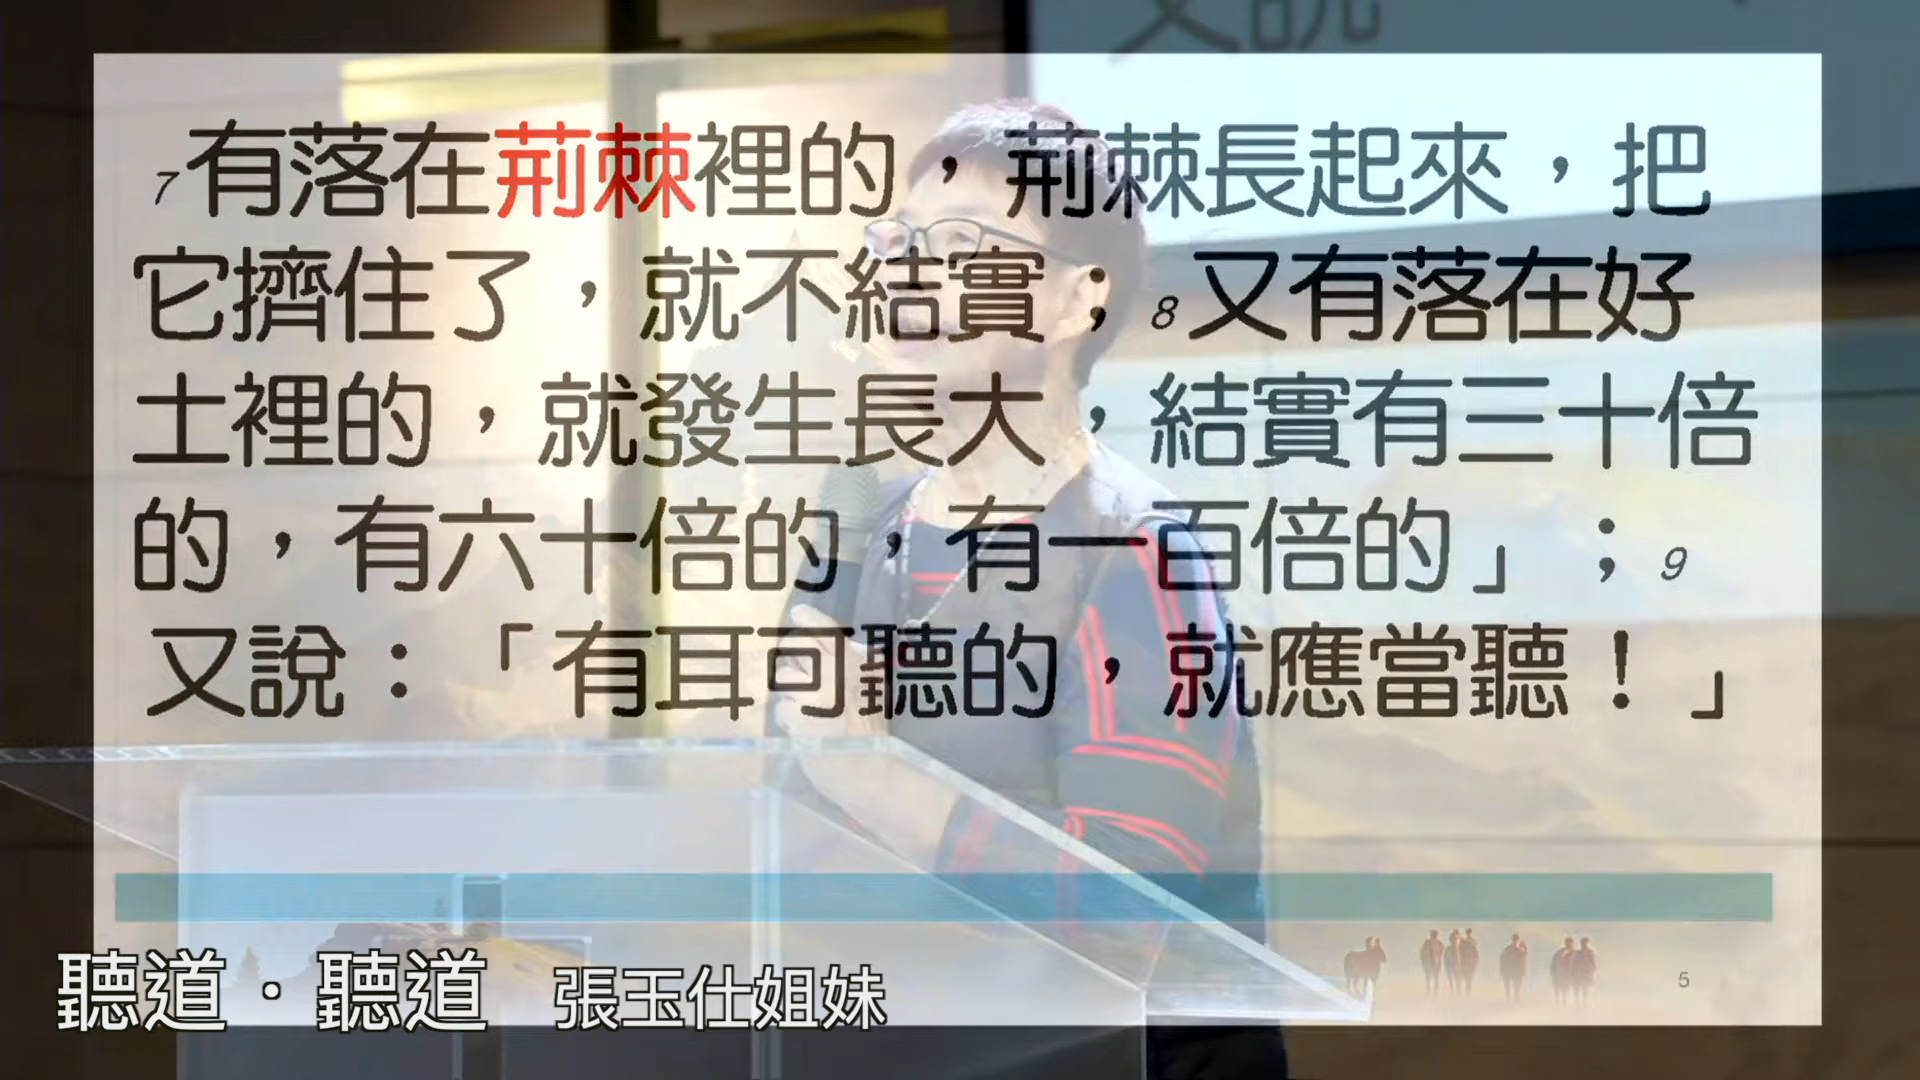 又說
7有落在荊棘裡的，荊棘長起來，把
它擠住了，就不結實；8又有落在好
土裡的，就發生長大，結實有三十倍
的，有六十倍的，有一百倍的」；9
又說：「有耳可聽的，就應當聽！」
5
聽道．聽道 張玉仕姐妹